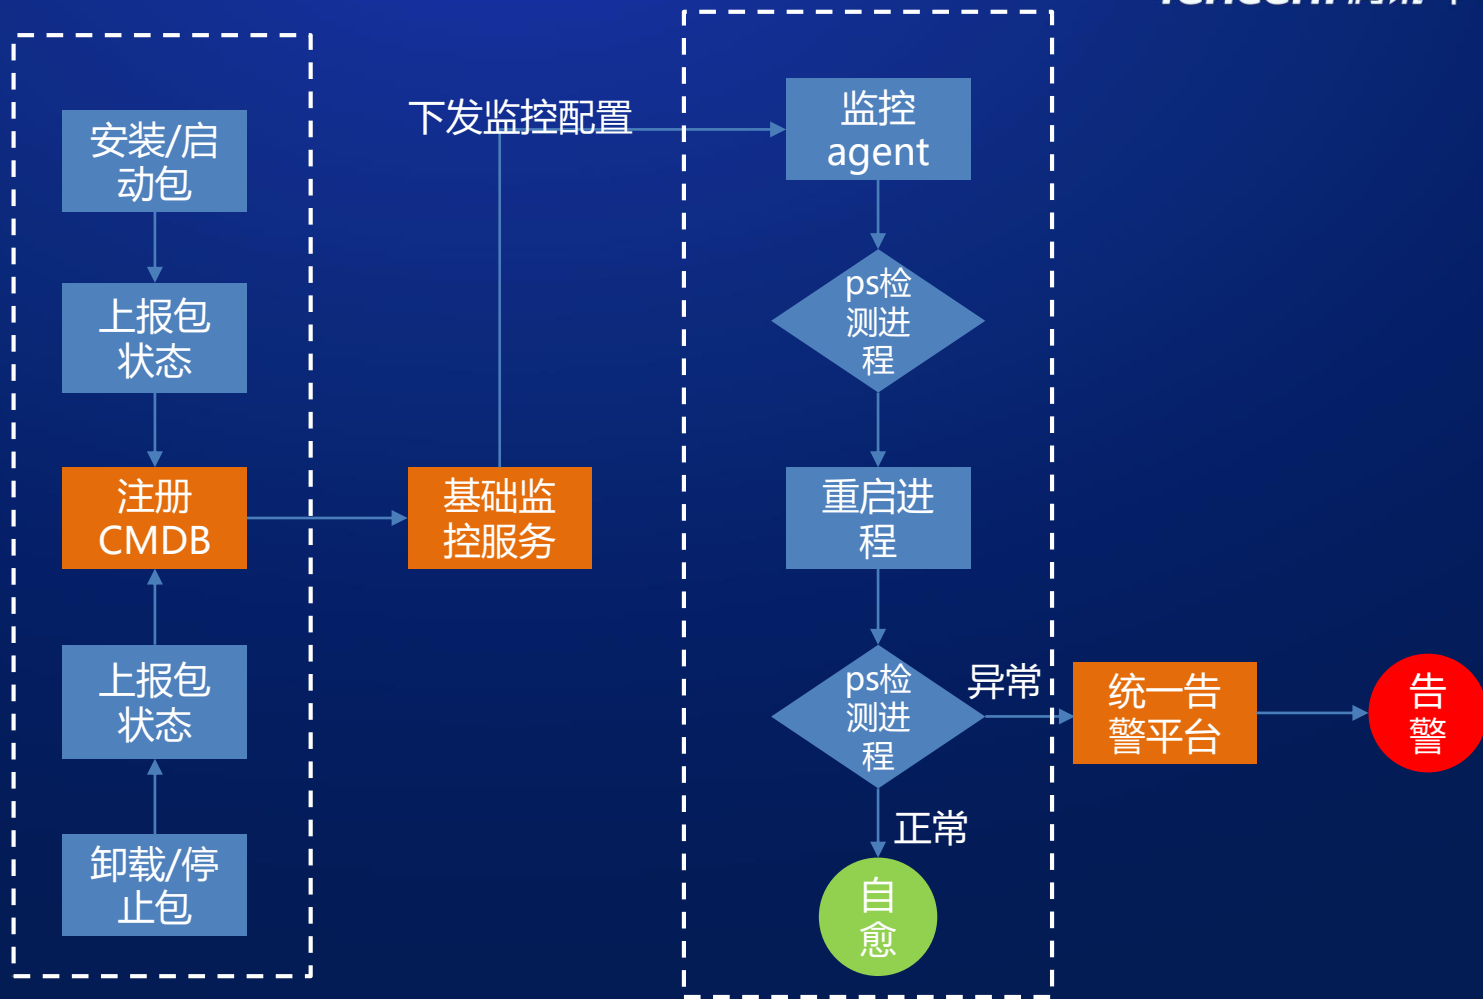 安装/启
动包
上报包
状态
注册
CMDB
上报包
状态
卸载/停
止包
基础监
控服务
下发监控配置
监控
agent
ps检
测进
程
重启进
程
ps检
测进
程
异常
正常
自
愈
统一告
警平台
告
警